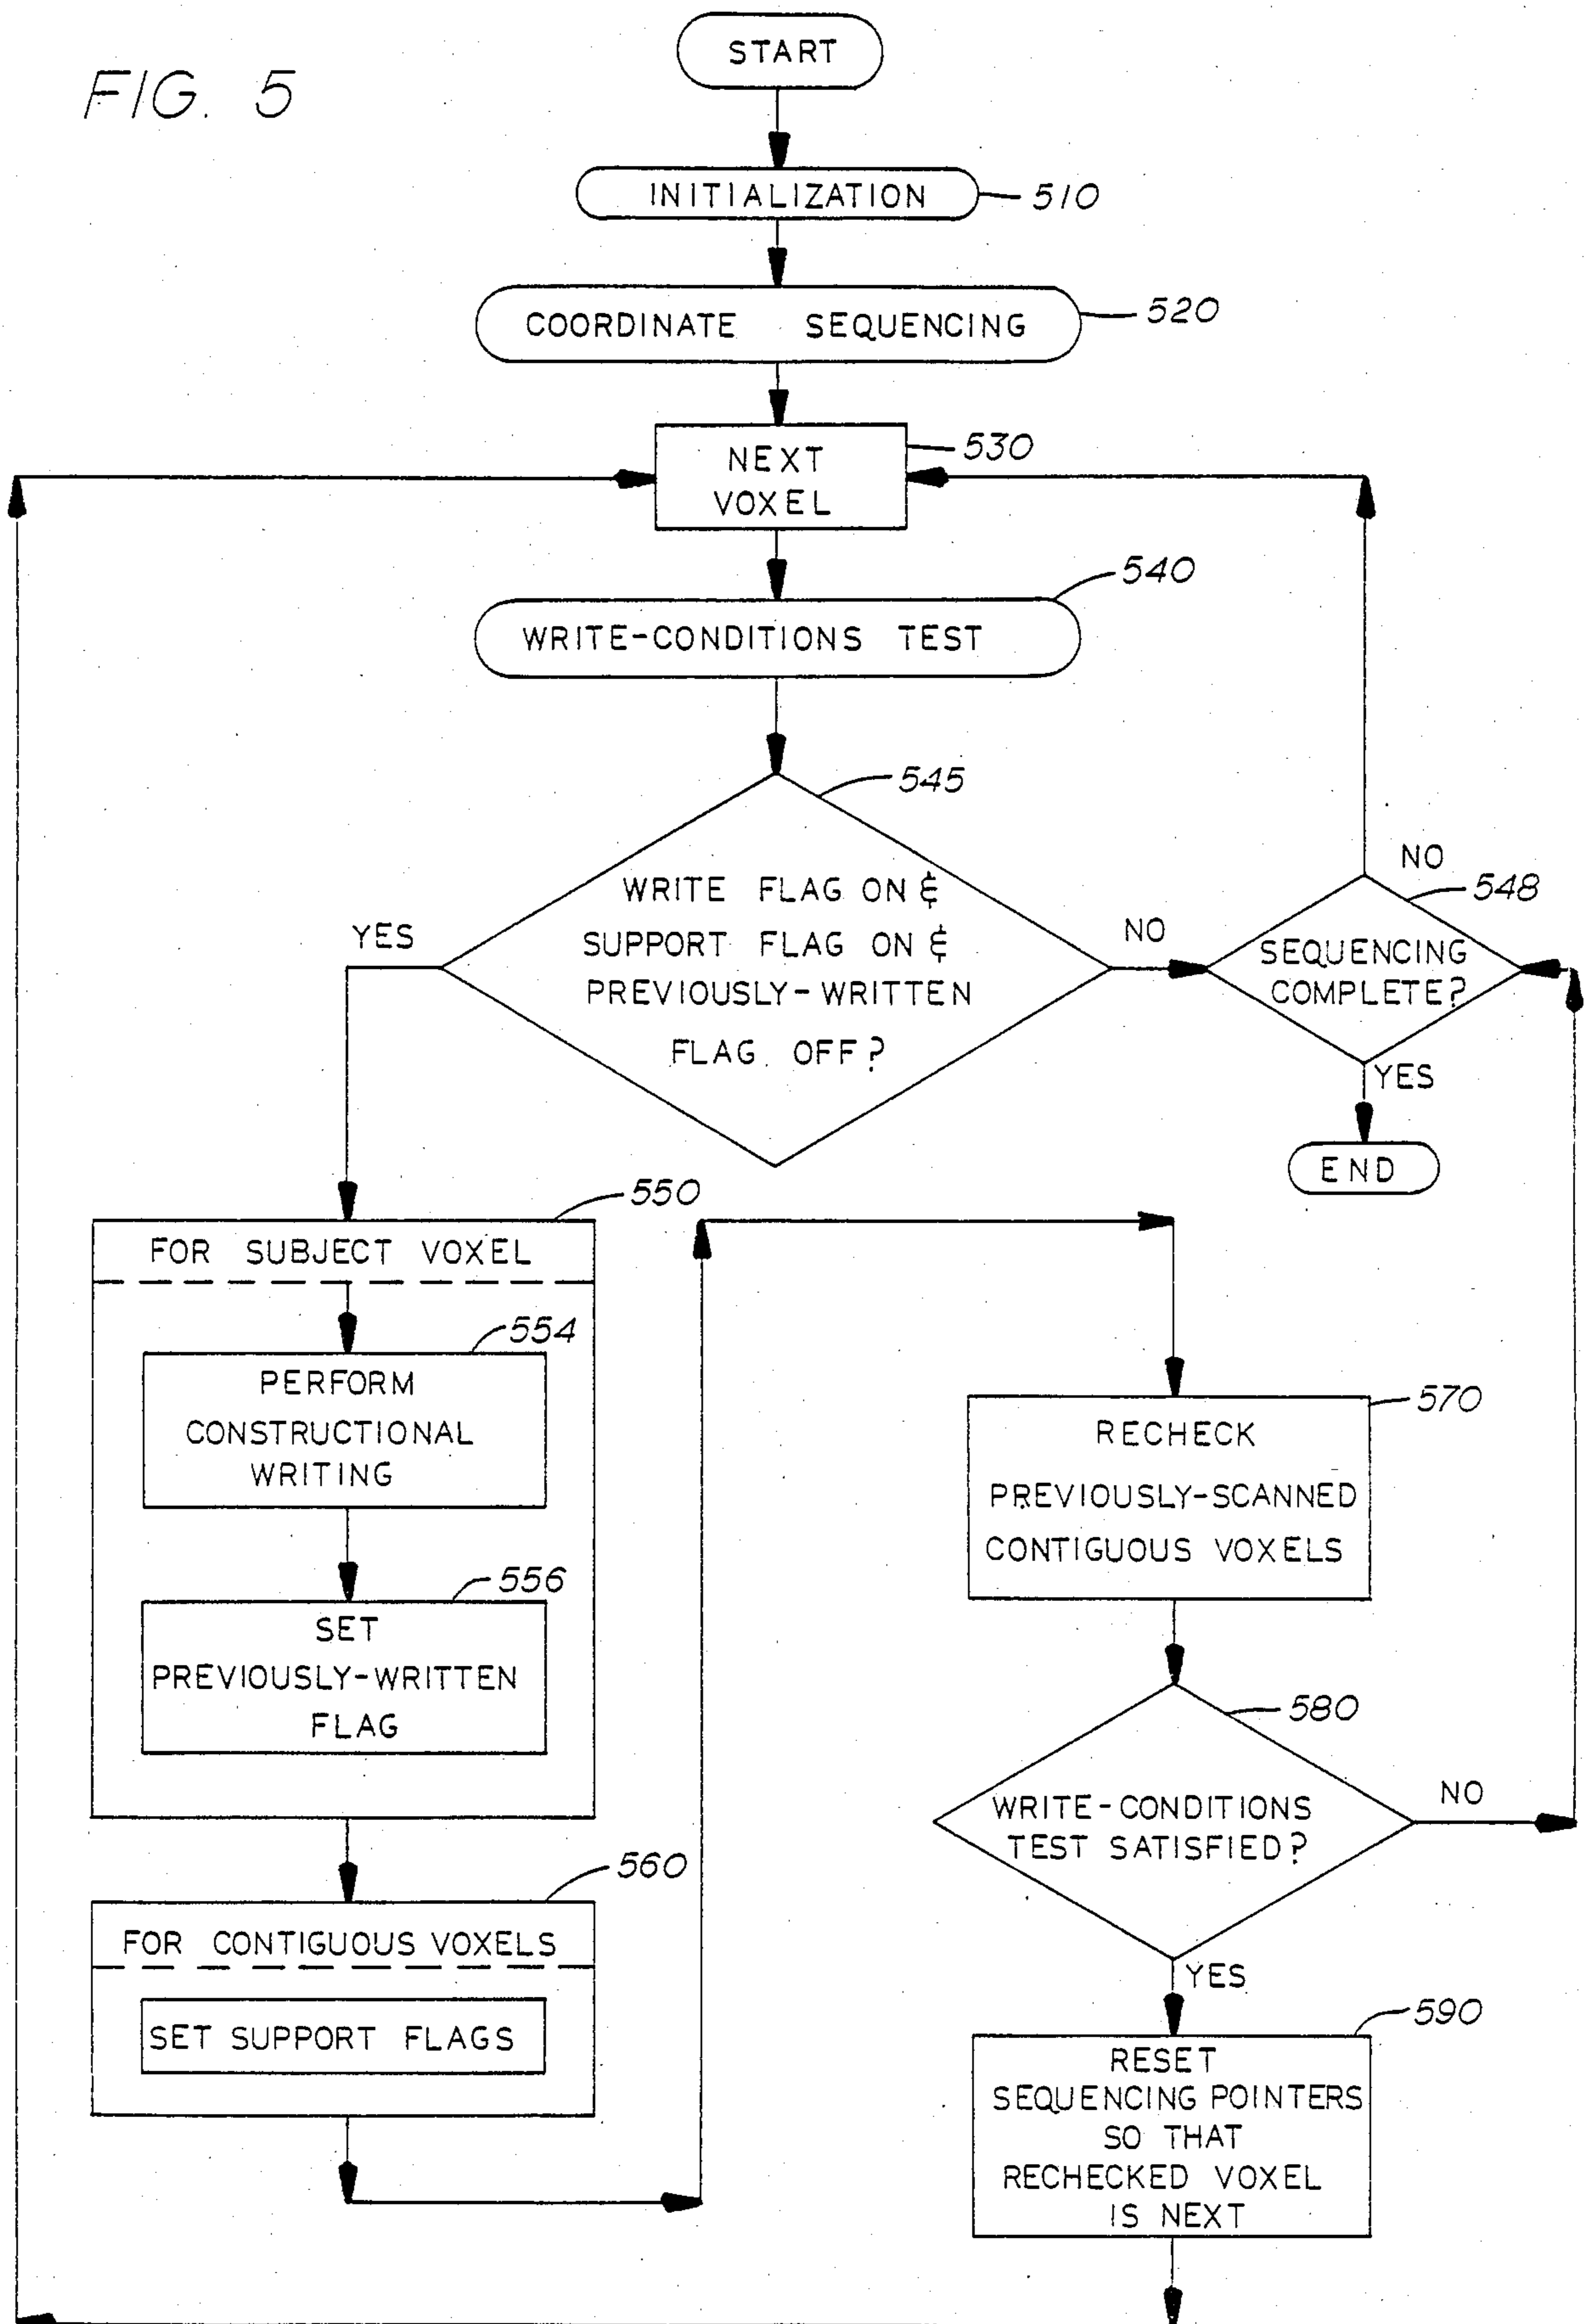 FIG. 5
START
INITIALIZATION
510
COORDINATE SEQUENCING
520
NEXT
VOXEL
530
WRITE-CONDITIONS TEST
540
545
WRITE FLAG ON &
SUPPORT FLAG ON &
PREVIOUSLY-WRITTEN
FLAG OFF?
YES
NO
NO
548
SEQUENCING
COMPLETE?
YES
END
550
FOR SUBJECT VOXEL
554
PERFORM
CONSTRUCTIONAL
WRITING
556
SET
PREVIOUSLY-WRITTEN
FLAG
560
FOR CONTIGUOUS VOXELS
SET SUPPORT FLAGS
570
RECHECK
PREVIOUSLY-SCANNED
CONTIGUOUS VOXELS
580
WRITE-CONDITIONS
TEST SATISFIED?
NO
YES
590
RESET
SEQUENCING POINTERS
SO THAT
RECHECKED VOXEL
IS NEXT